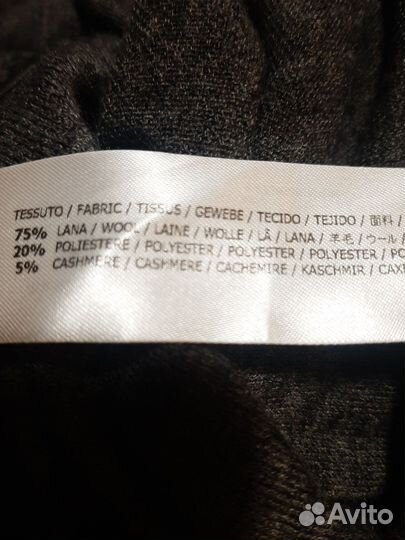 TESSUTO / FABRIC / TISSUS / GEWEBE / TECIDO / TEJIDO / 面料 /
75% LANA / WOOL / LAINE / WOLLE / LÃ / LANA / 羊毛 / ウール /
20% POLIESTERE / POLYESTER / POLYESTER / POLYESTER / PO
5% CASHMERE / CASHMERE / CACHEMIRE / KASCHMIR / CAX
Avito